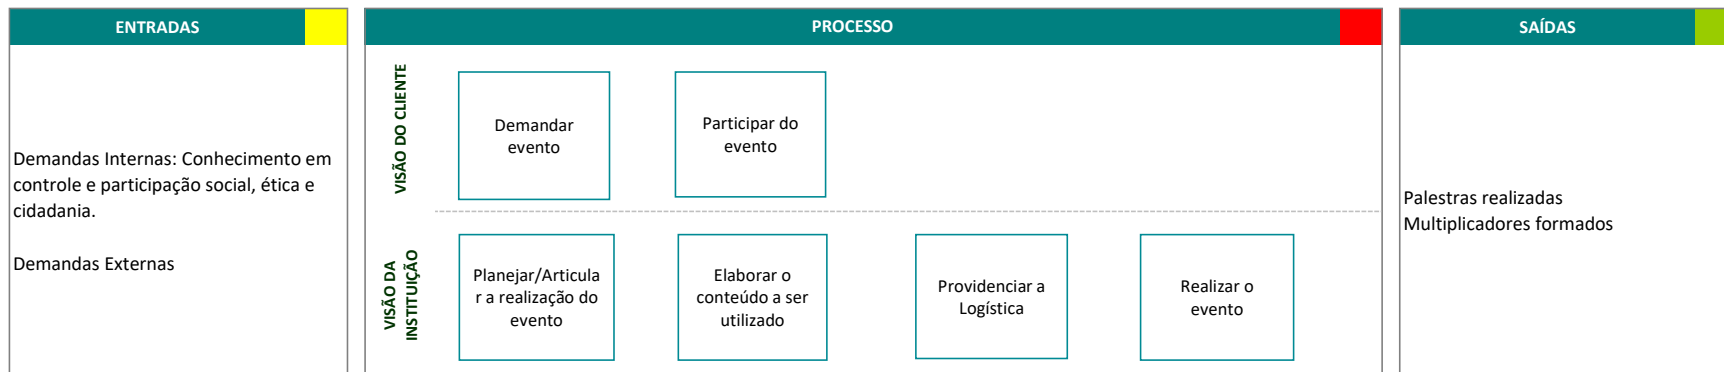 ENTRADAS
Demandas Internas: Conhecimento em
controle e participação social, ética e
cidadania.
Demandas Externas
PROCESSO
VISÃO DO CLIENTE
Demandar
evento
Participar do
evento
VISÃO DA
INSTITUIÇÃO
Planejar/Articula
r a realização do
evento
Elaborar o
conteúdo a ser
utilizado
Providenciar a
Logística
Realizar o
evento
SAÍDAS
Palestras realizadas
Multiplicadores formados